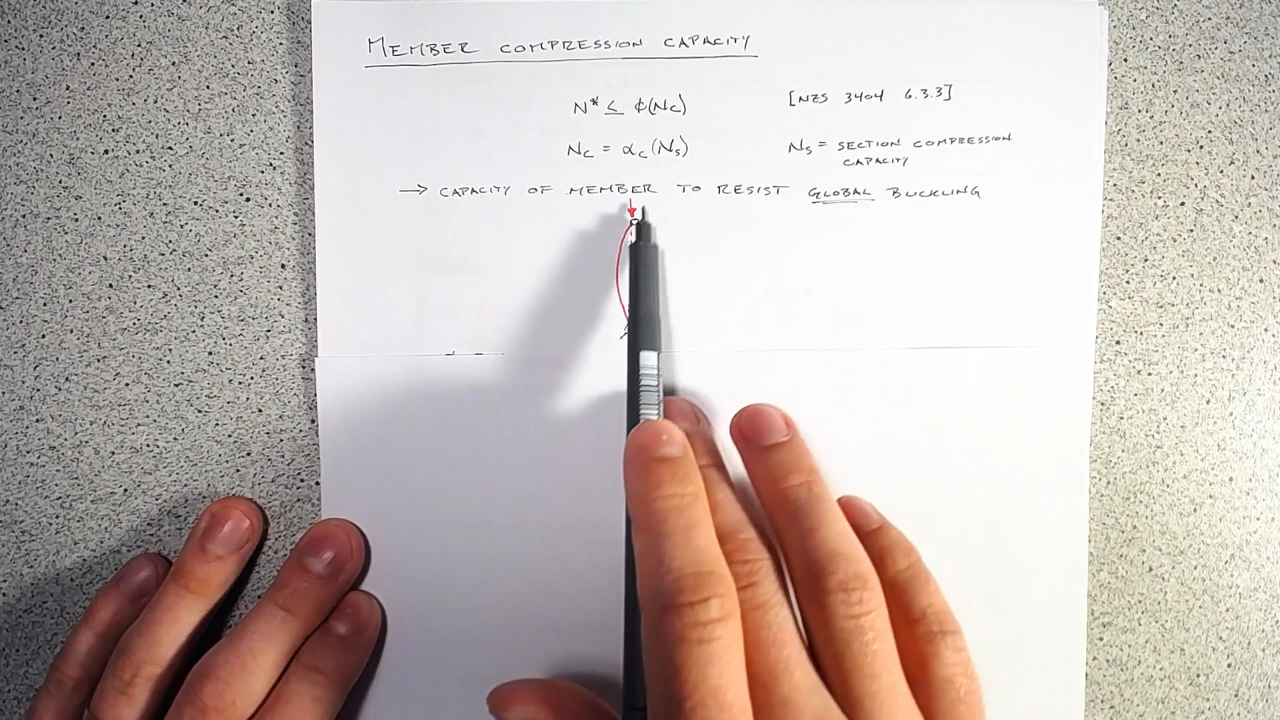 MEMBER COMPRESSION CAPACITY
N* ≤ ϕ(Nc) [NZS 3404 6.3.3]
Nc = αc(Ns) Ns = SECTION COMPRESSION
CAPACITY
→ CAPACITY OF MEMBER TO RESIST GLOBAL BUCKLING